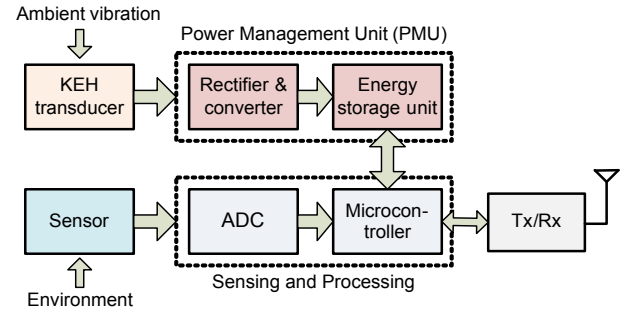 Ambient vibration
Power Management Unit (PMU)
KEH
transducer
Rectifier &
converter
Energy
storage unit
Sensor
ADC
Microcon-
troller
Tx/Rx
Sensing and Processing
Environment